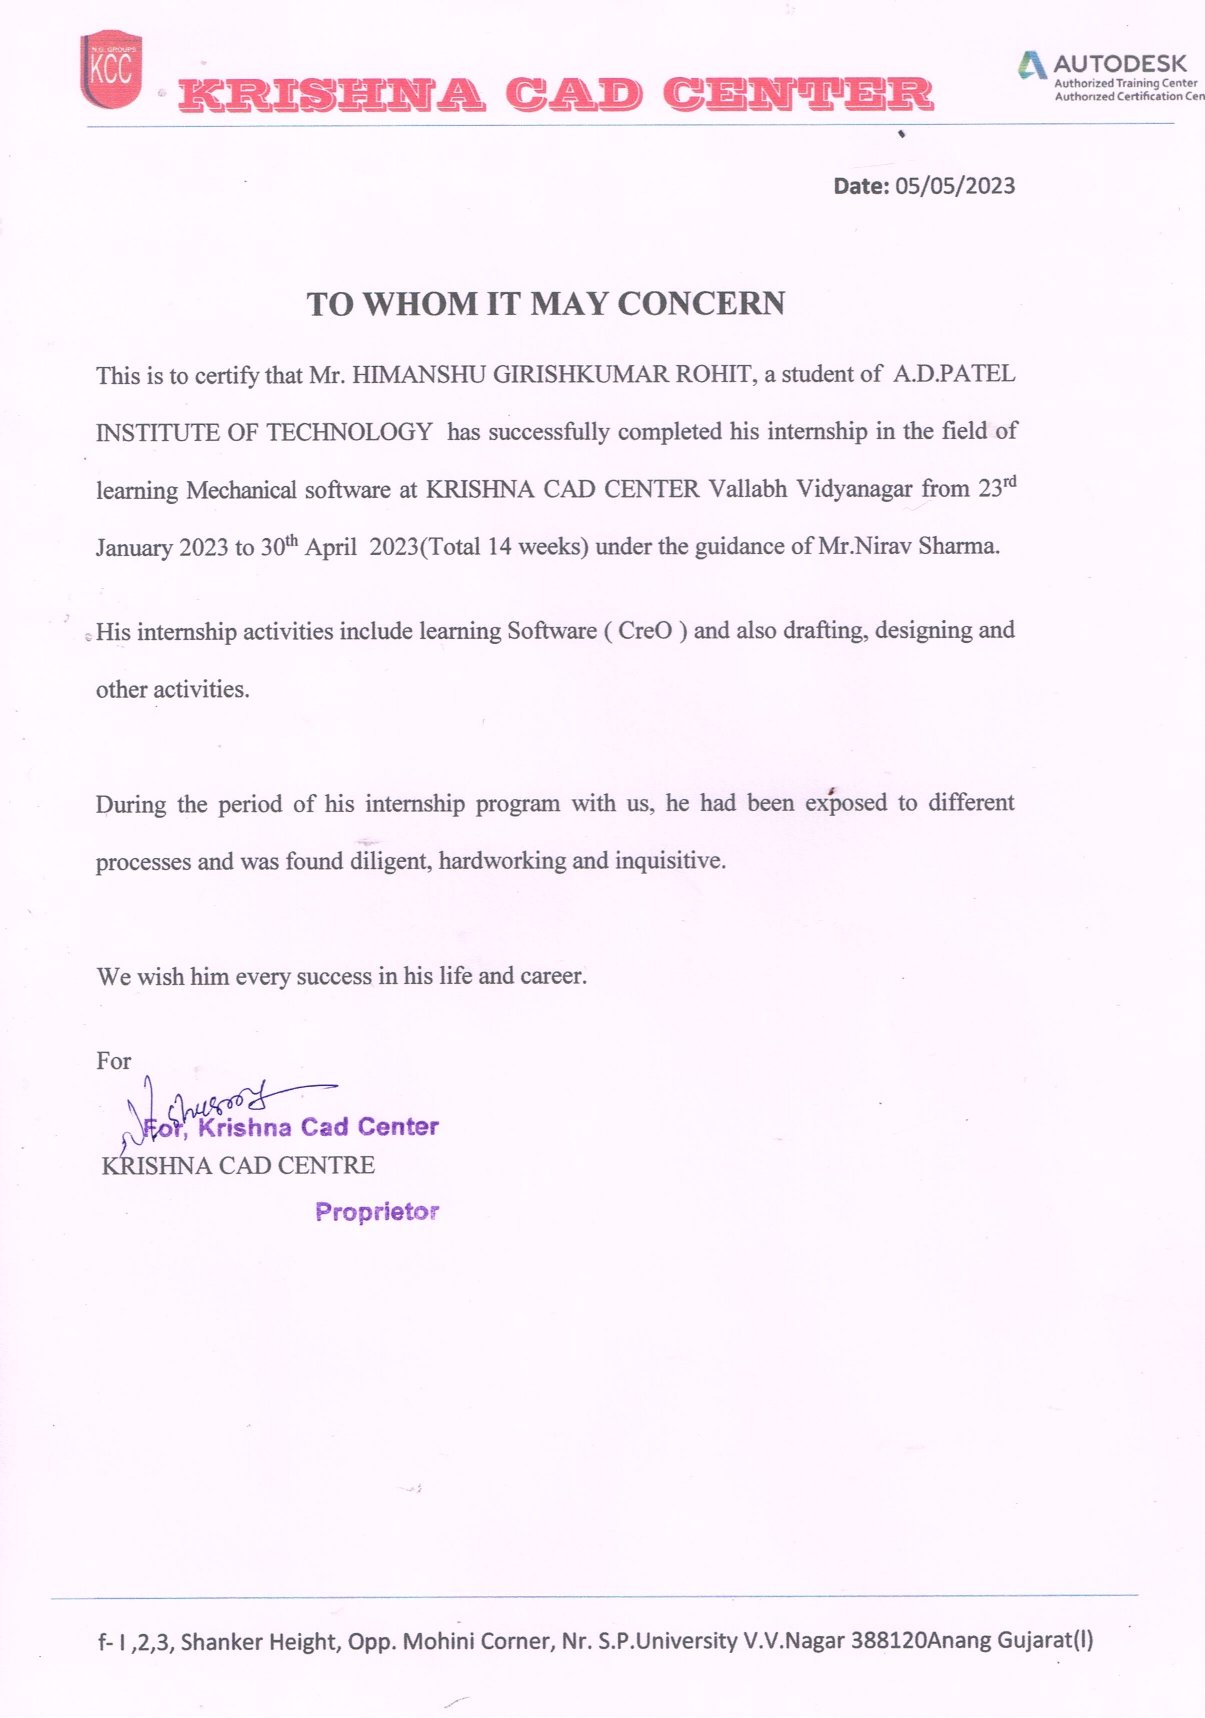 N.G. GROUPS
KCC
KRISHNA CAD CENTER
AUTODESK
Authorized Training Center
Authorized Certification Cen
Date: 05/05/2023
TO WHOM IT MAY CONCERN
This is to certify that Mr. HIMANSHU GIRISHKUMAR ROHIT, a student of A.D.PATEL
INSTITUTE OF TECHNOLOGY has successfully completed his internship in the field of
learning Mechanical software at KRISHNA CAD CENTER Vallabh Vidyanagar from 23rd
January 2023 to 30th April 2023(Total 14 weeks) under the guidance of Mr.Nirav Sharma.
His internship activities include learning Software ( CreO ) and also drafting, designing and
other activities.
During the period of his internship program with us, he had been exposed to different
processes and was found diligent, hardworking and inquisitive.
We wish him every success in his life and career.
For
For, Krishna Cad Center
KRISHNA CAD CENTRE
Proprietor
f- I ,2,3, Shanker Height, Opp. Mohini Corner, Nr. S.P.University V.V.Nagar 388120Anang Gujarat(I)